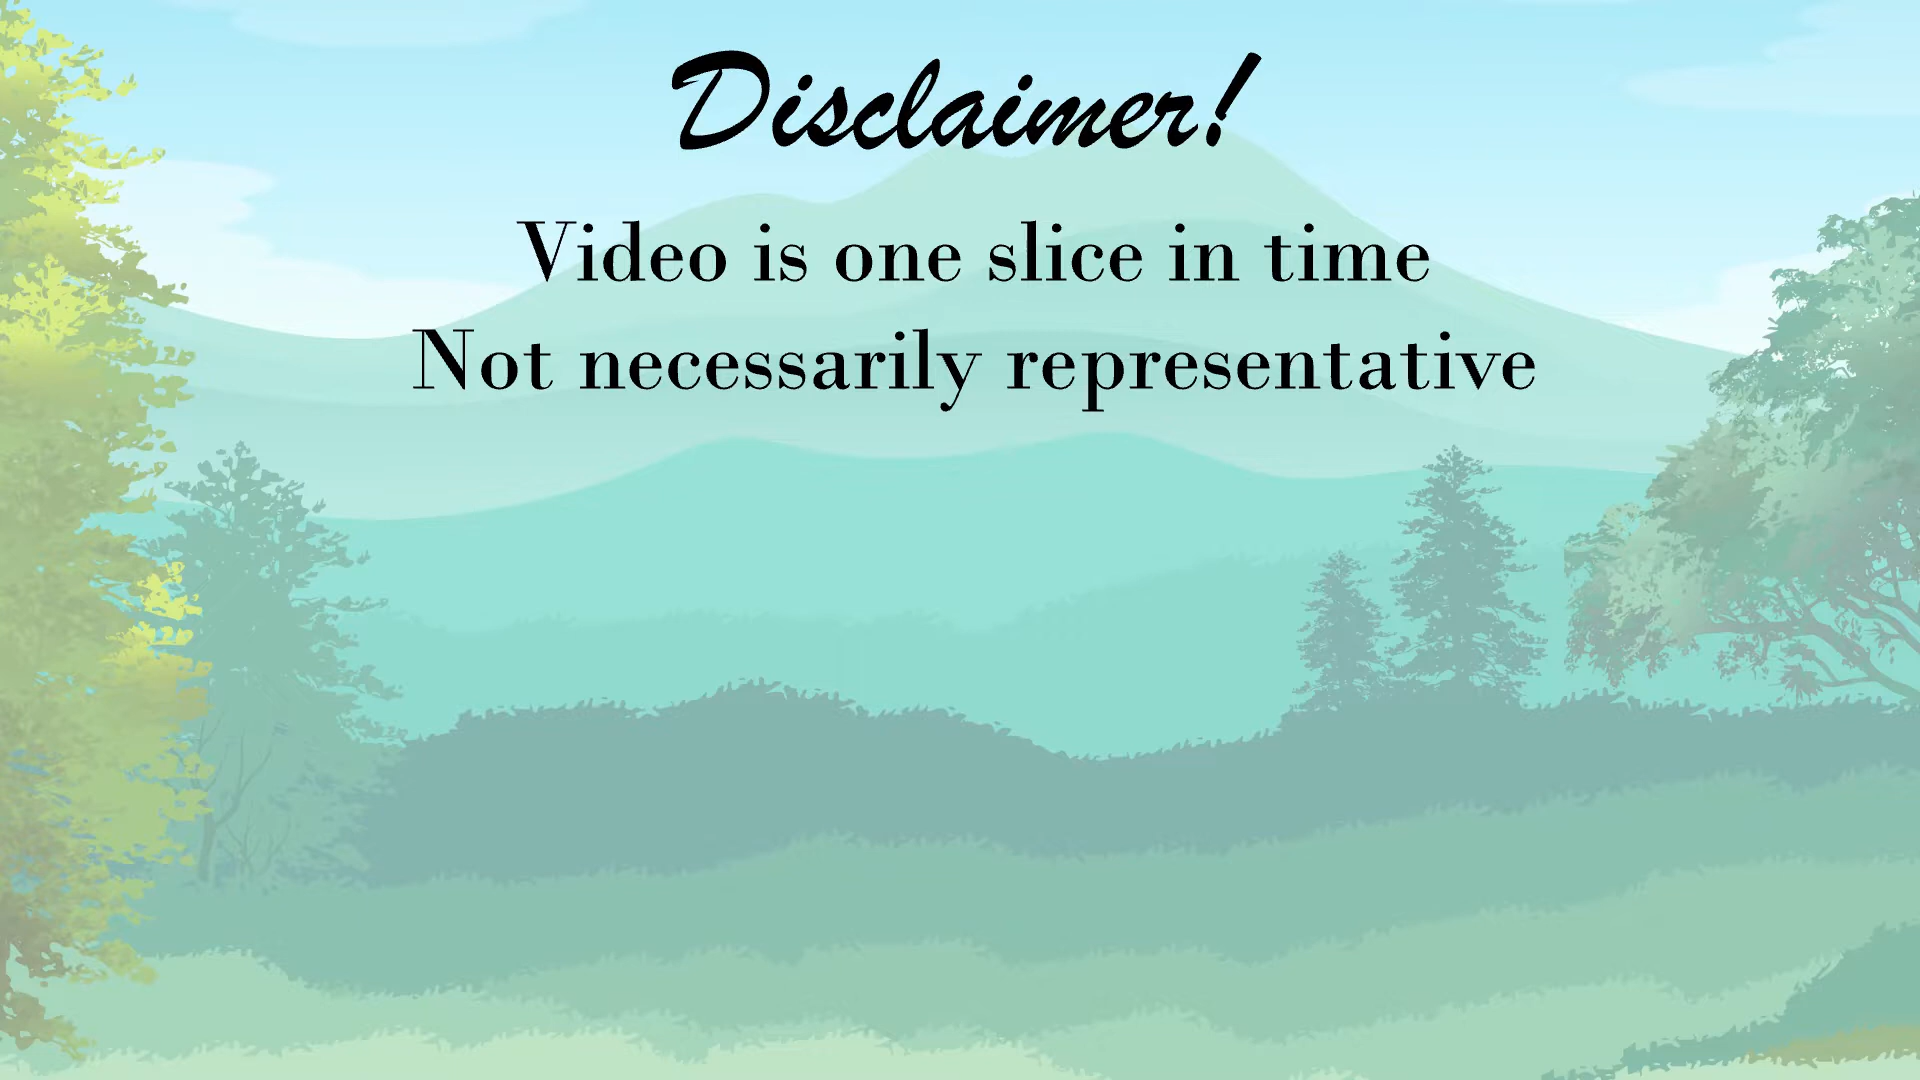 Disclaimer!
Video is one slice in time
Not necessarily representative